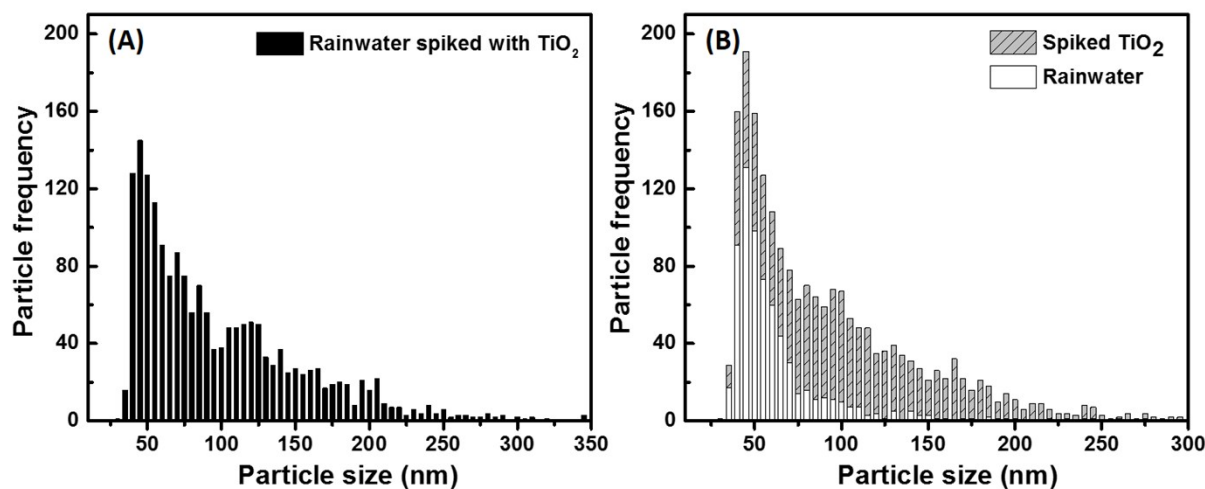 (A)
Rainwater spiked with TiO₂
Particle frequency
200
160
120
80
40
0
50
100
150
200
250
300
350
Particle size (nm)
(B)
Spiked TiO₂
Rainwater
Particle frequency
200
160
120
80
40
0
50
100
150
200
250
300
Particle size (nm)